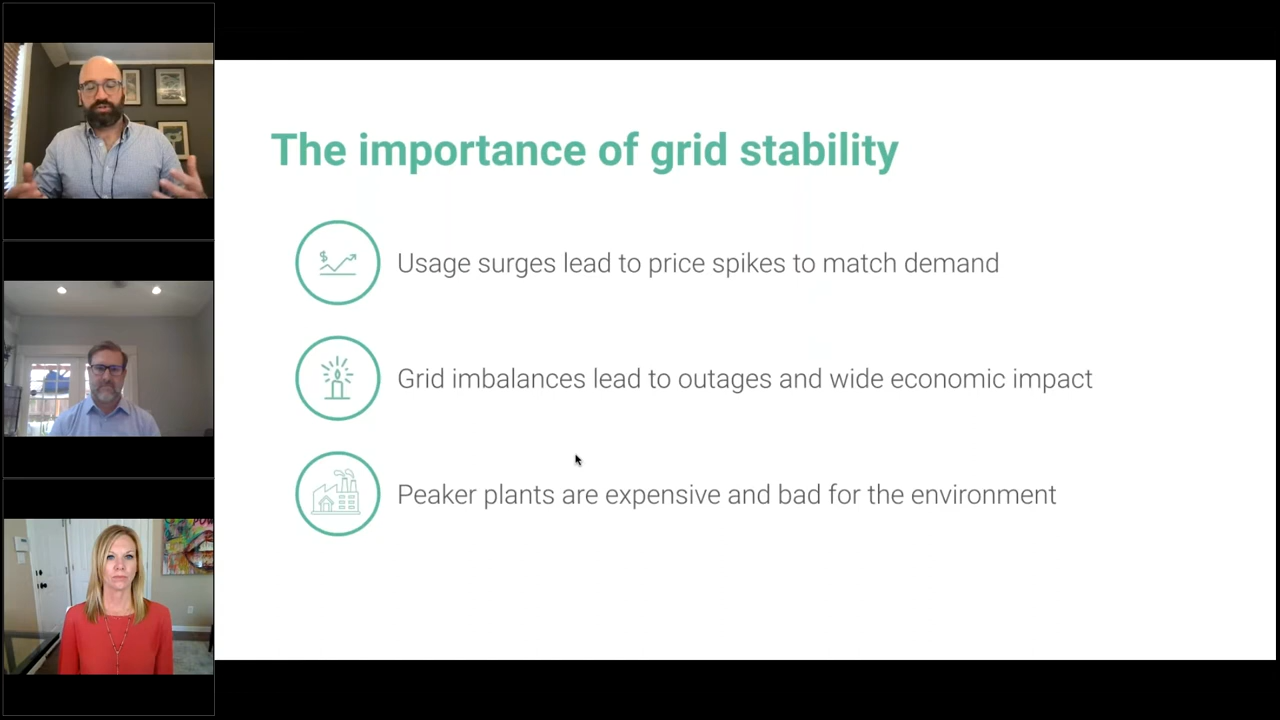 The importance of grid stability
$
Usage surges lead to price spikes to match demand
Grid imbalances lead to outages and wide economic impact
Peaker plants are expensive and bad for the environment